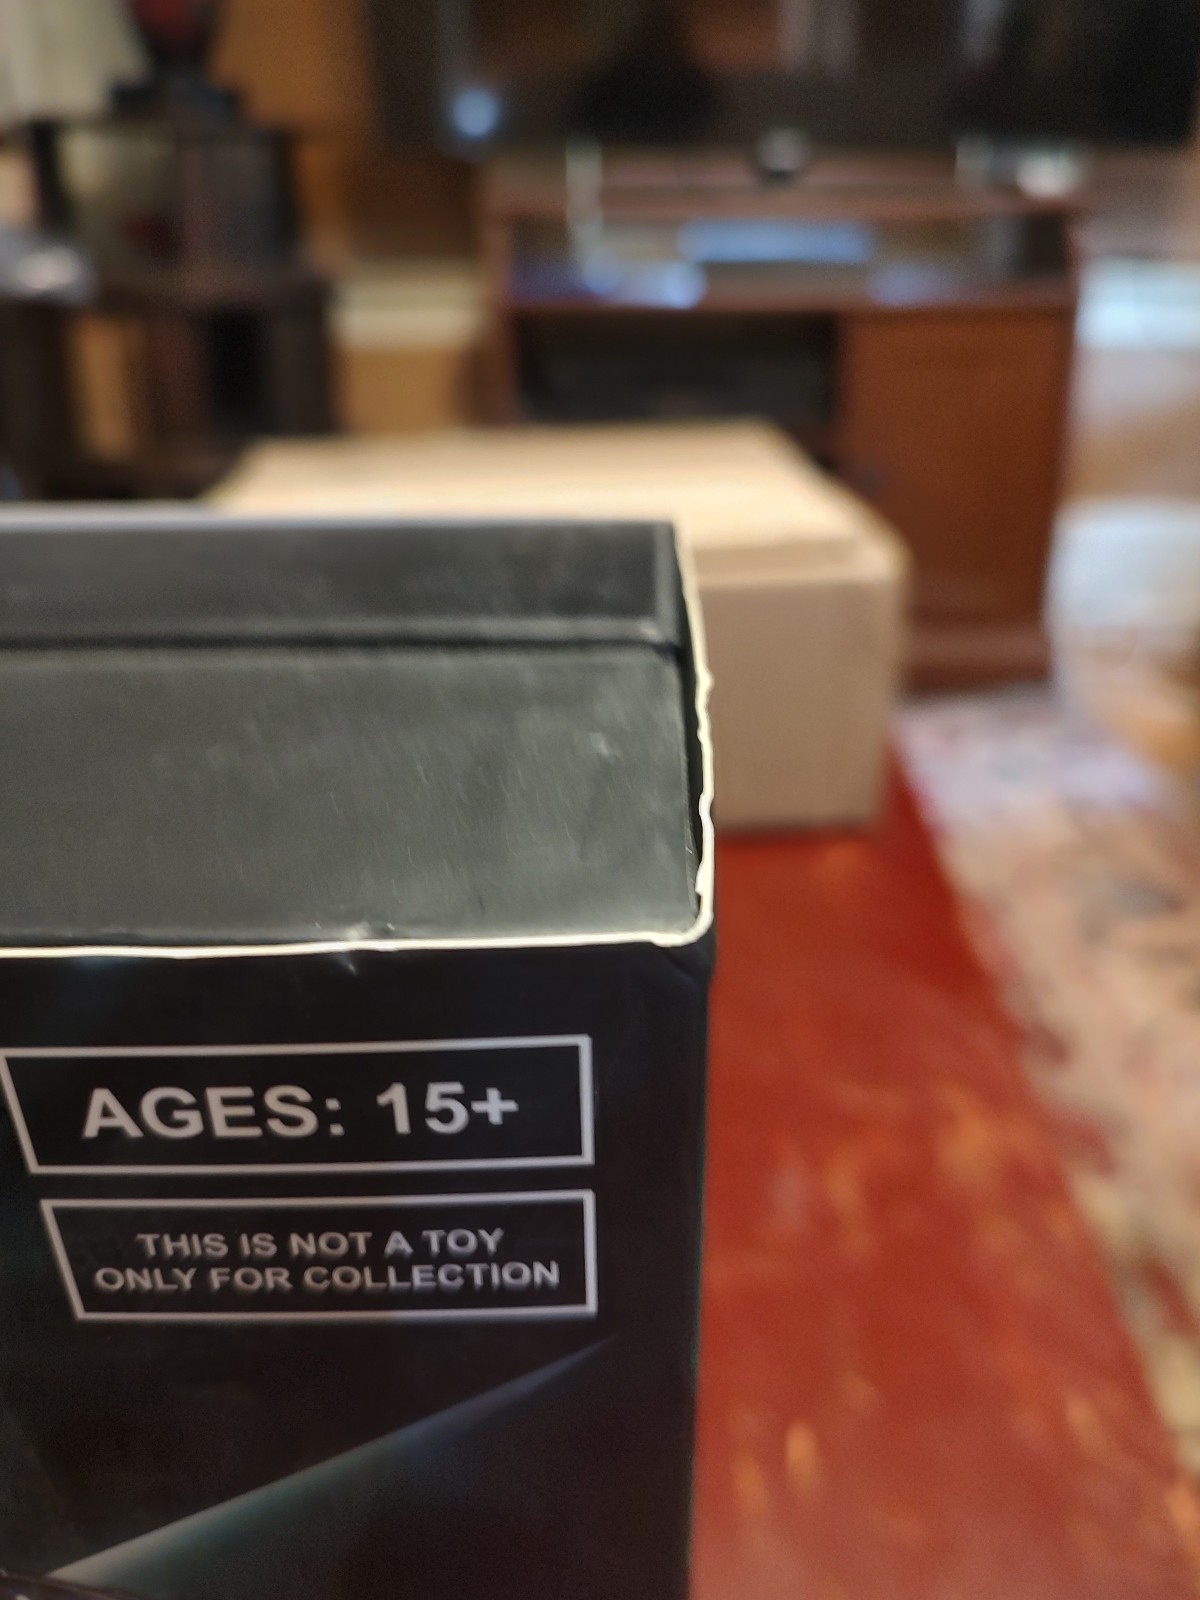 AGES: 15+
THIS IS NOT A TOY
ONLY FOR COLLECTION